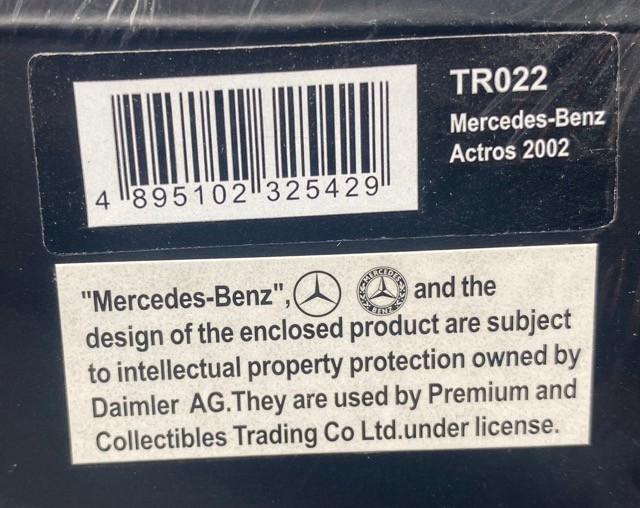 TR022
Mercedes-Benz
Actros 2002
4 895102 325429
"Mercedes-Benz", MERCEDES BENZ and the
design of the enclosed product are subject
to intellectual property protection owned by
Daimler AG.They are used by Premium and
Collectibles Trading Co Ltd.under license.